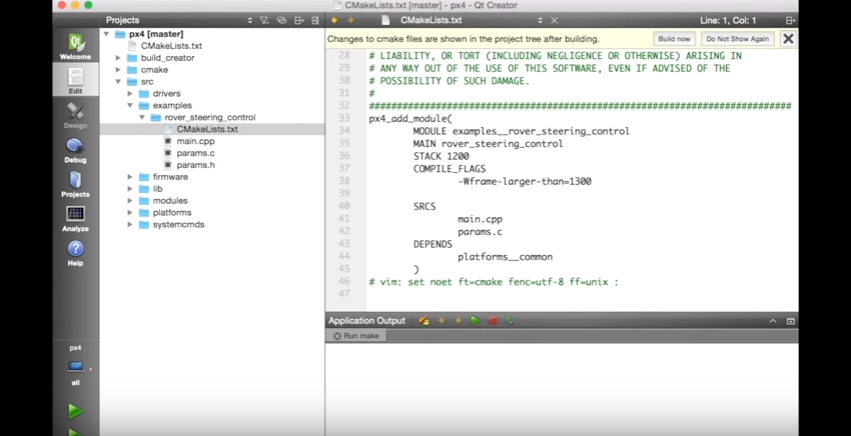 CMakeLists.txt [master] - px4 - Qt Creator
Projects
CMakeLists.txt
Line: 1, Col: 1
Welcome
Edit
Design
Debug
Projects
Analyze
Help
px4
all
px4 [master]
CMakeLists.txt
build_creator
cmake
src
drivers
examples
rover_steering_control
CMakeLists.txt
main.cpp
params.c
params.h
firmware
lib
modules
platforms
systemcmds
Changes to cmake files are shown in the project tree after building.
Build now
Do Not Show Again
28 # LIABILITY, OR TORT (INCLUDING NEGLIGENCE OR OTHERWISE) ARISING IN
29 # ANY WAY OUT OF THE USE OF THIS SOFTWARE, EVEN IF ADVISED OF THE
30 # POSSIBILITY OF SUCH DAMAGE.
31 #
32 ############################################################################
33 px4_add_module(
34 MODULE examples__rover_steering_control
35 MAIN rover_steering_control
36 STACK 1200
37 COMPILE_FLAGS
38 -Wframe-larger-than=1300
39
40 SRCS
41 main.cpp
42 params.c
43 DEPENDS
44 platforms__common
45 )
46 # vim: set noet ft=cmake fenc=utf-8 ff=unix :
47
Application Output
Run make